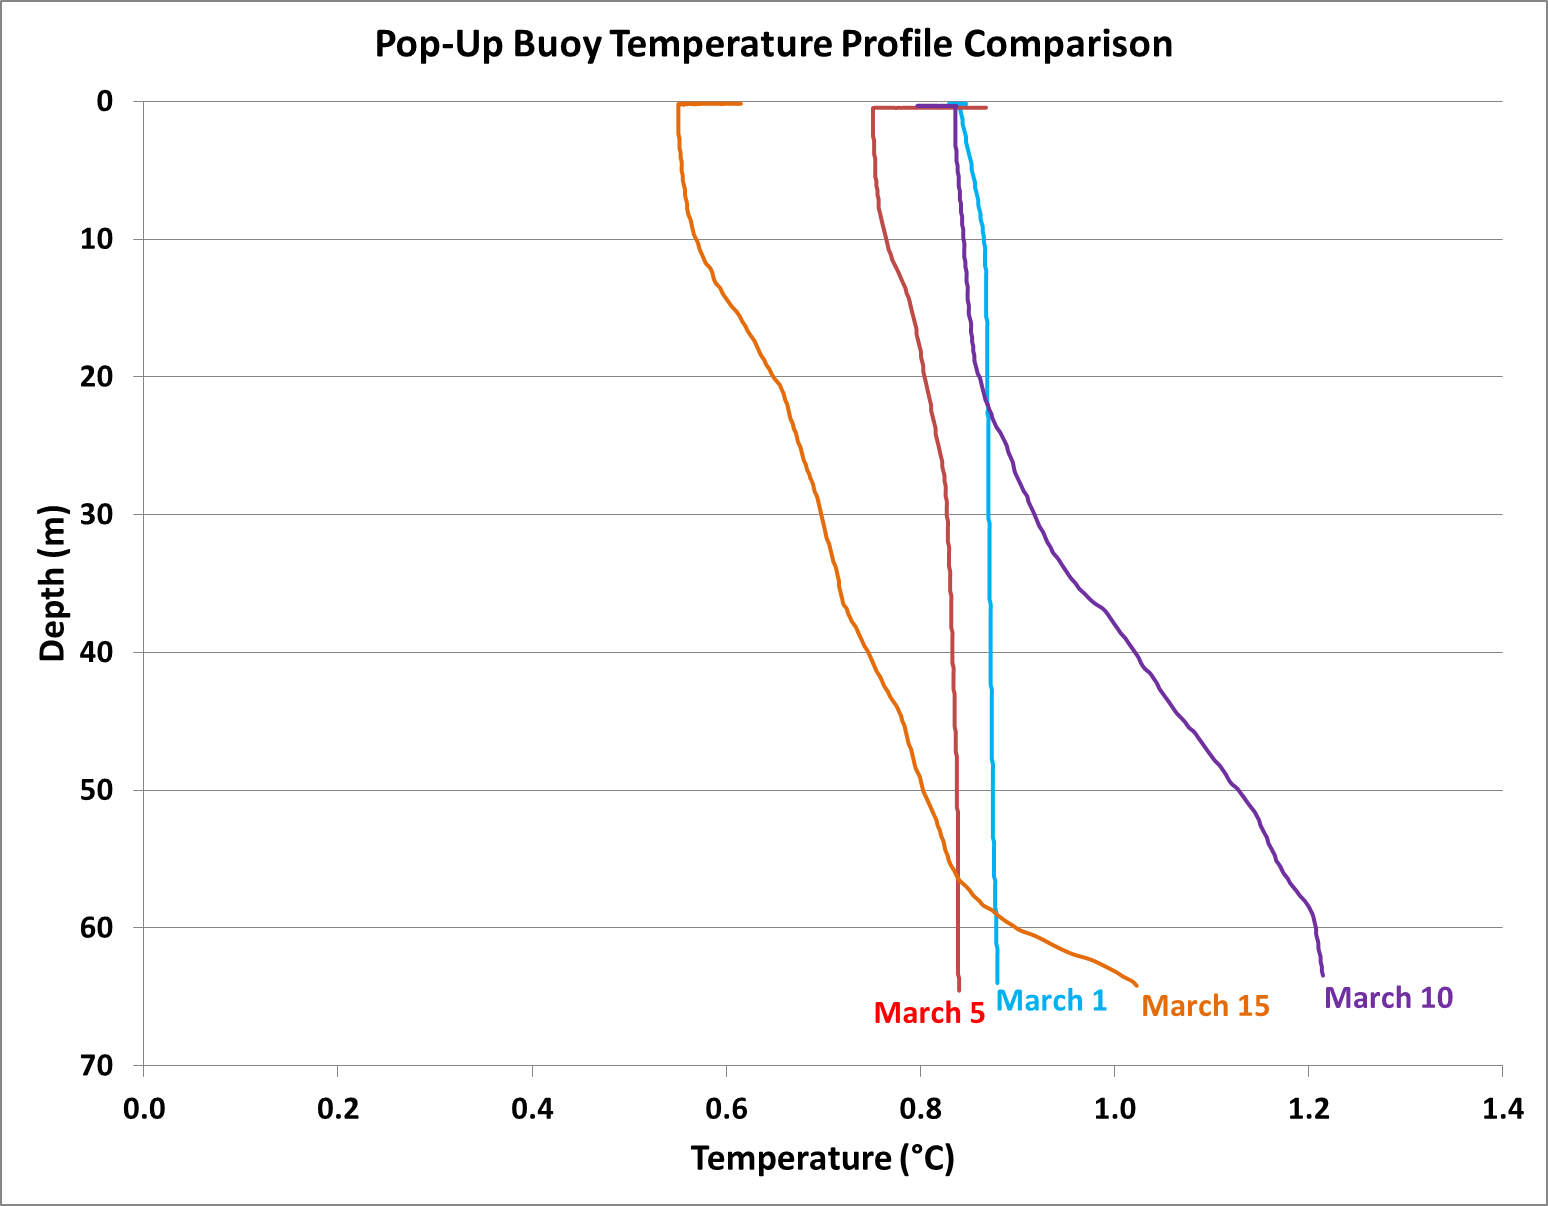 Pop-Up Buoy Temperature Profile Comparison
0
10
20
30
40
50
60
70
Depth (m)
March 5
March 1
March 15
March 10
0.0 0.2 0.4 0.6 0.8 1.0 1.2 1.4
Temperature (°C)